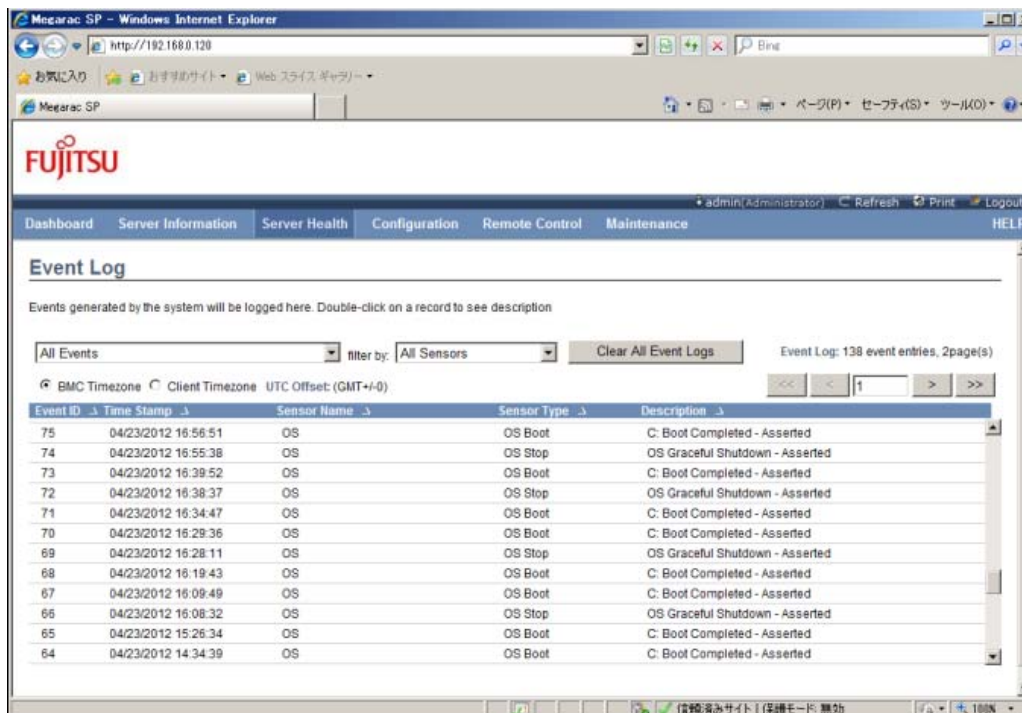 Megarac SP - Windows Internet Explorer
http://192.168.0.120
Bing
お気に入り おすすめサイト Web スライス ギャラリー
Megarac SP ページ(P) セーフティ(S) ツール(O)
FUJITSU
admin(Administrator) Refresh Print Logout
Dashboard Server Information Server Health Configuration Remote Control Maintenance HELP
Event Log
Events generated by the system will be logged here. Double-click on a record to see description
All Events filter by: All Sensors Clear All Event Logs Event Log: 138 event entries, 2page(s)
BMC Timezone Client Timezone UTC Offset: (GMT+/-0) << < 1 > >>
Event ID Time Stamp Sensor Name Sensor Type Description
75 04/23/2012 16:56:51 OS OS Boot C: Boot Completed - Asserted
74 04/23/2012 16:55:38 OS OS Stop OS Graceful Shutdown - Asserted
73 04/23/2012 16:39:52 OS OS Boot C: Boot Completed - Asserted
72 04/23/2012 16:38:37 OS OS Stop OS Graceful Shutdown - Asserted
71 04/23/2012 16:34:47 OS OS Boot C: Boot Completed - Asserted
70 04/23/2012 16:29:36 OS OS Boot C: Boot Completed - Asserted
69 04/23/2012 16:28:11 OS OS Stop OS Graceful Shutdown - Asserted
68 04/23/2012 16:19:43 OS OS Boot C: Boot Completed - Asserted
67 04/23/2012 16:09:49 OS OS Boot C: Boot Completed - Asserted
66 04/23/2012 16:08:32 OS OS Stop OS Graceful Shutdown - Asserted
65 04/23/2012 15:26:34 OS OS Boot C: Boot Completed - Asserted
64 04/23/2012 14:34:39 OS OS Boot C: Boot Completed - Asserted
信頼済みサイト | 保護モード: 無効 100%